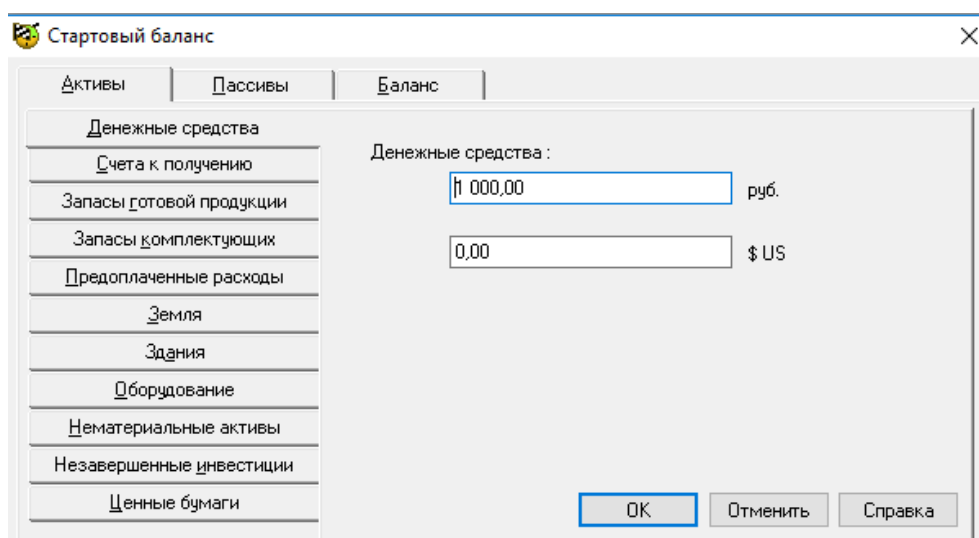 Стартовый баланс
Активы Пассивы Баланс
Денежные средства
Счета к получению
Запасы готовой продукции
Запасы комплектующих
Предоплаченные расходы
Земля
Здания
Оборудование
Нематериальные активы
Незавершенные инвестиции
Ценные бумаги
Денежные средства :
1 000,00 руб.
0,00 $ US
OK Отменить Справка